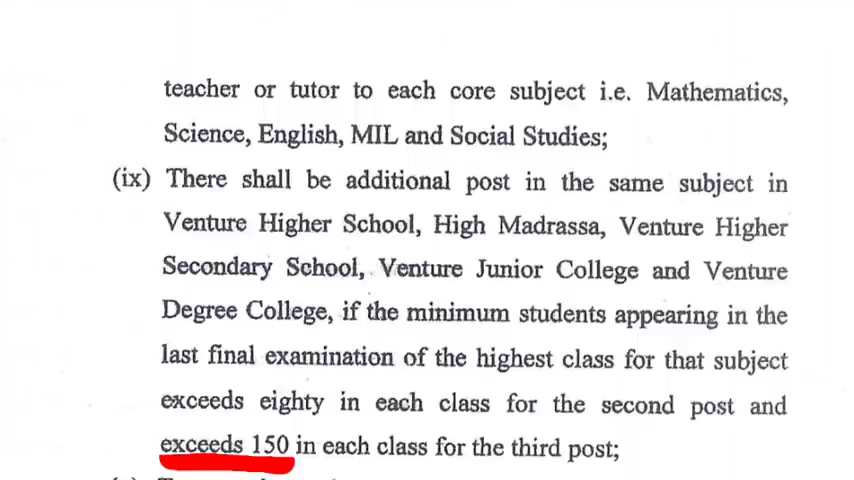 teacher or tutor to each core subject i.e. Mathematics,
Science, English, MIL and Social Studies;
(ix) There shall be additional post in the same subject in
Venture Higher School, High Madrassa, Venture Higher
Secondary School, Venture Junior College and Venture
Degree College, if the minimum students appearing in the
last final examination of the highest class for that subject
exceeds eighty in each class for the second post and
exceeds 150 in each class for the third post;